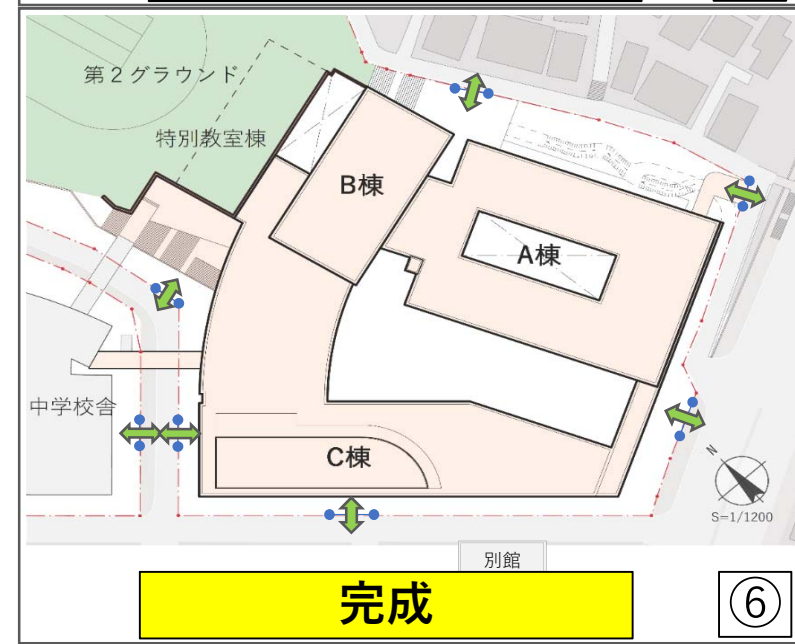 第２グラウンド
特別教室棟
B棟
A棟
中学校舎
C棟
N
S=1/1200
別館
完成
⑥